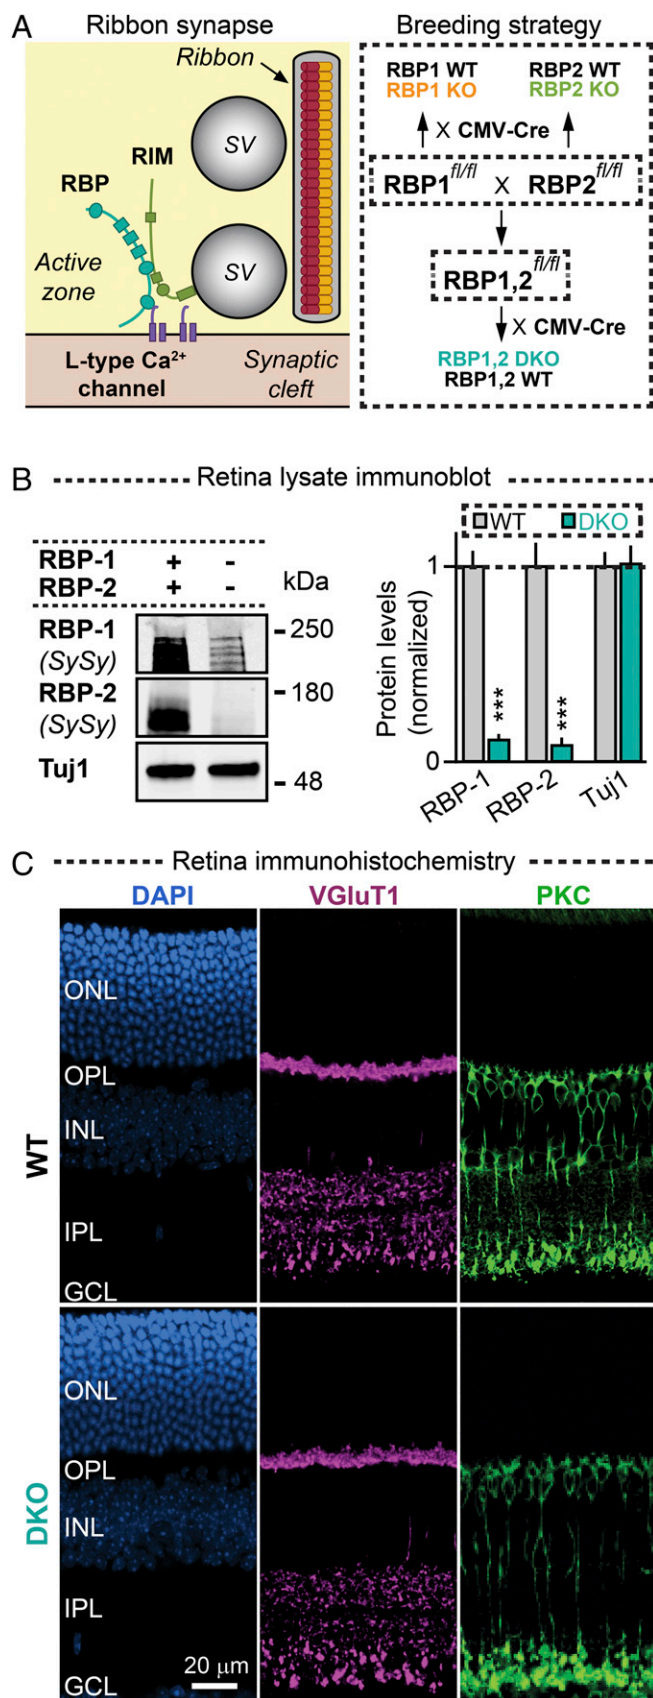 A
Ribbon synapse
Ribbon
SV
RIM
RBP
SV
Active
zone
L-type Ca²⁺
channel
Synaptic
cleft
Breeding strategy
RBP1 WT
RBP1 KO
RBP2 WT
RBP2 KO
X CMV-Cre
RBP1fl/fl X RBP2fl/fl
RBP1,2fl/fl
X CMV-Cre
RBP1,2 DKO
RBP1,2 WT
B
Retina lysate immunoblot
RBP-1 + -
RBP-2 + -
kDa
RBP-1
(SySy)
250
RBP-2
(SySy)
180
Tuj1
48
WT DKO
Protein levels
(normalized)
1
0
***
***
RBP-1
RBP-2
Tuj1
C
Retina immunohistochemistry
DAPI VGluT1 PKC
WT
ONL
OPL
INL
IPL
GCL
DKO
ONL
OPL
INL
IPL
GCL
20 μm